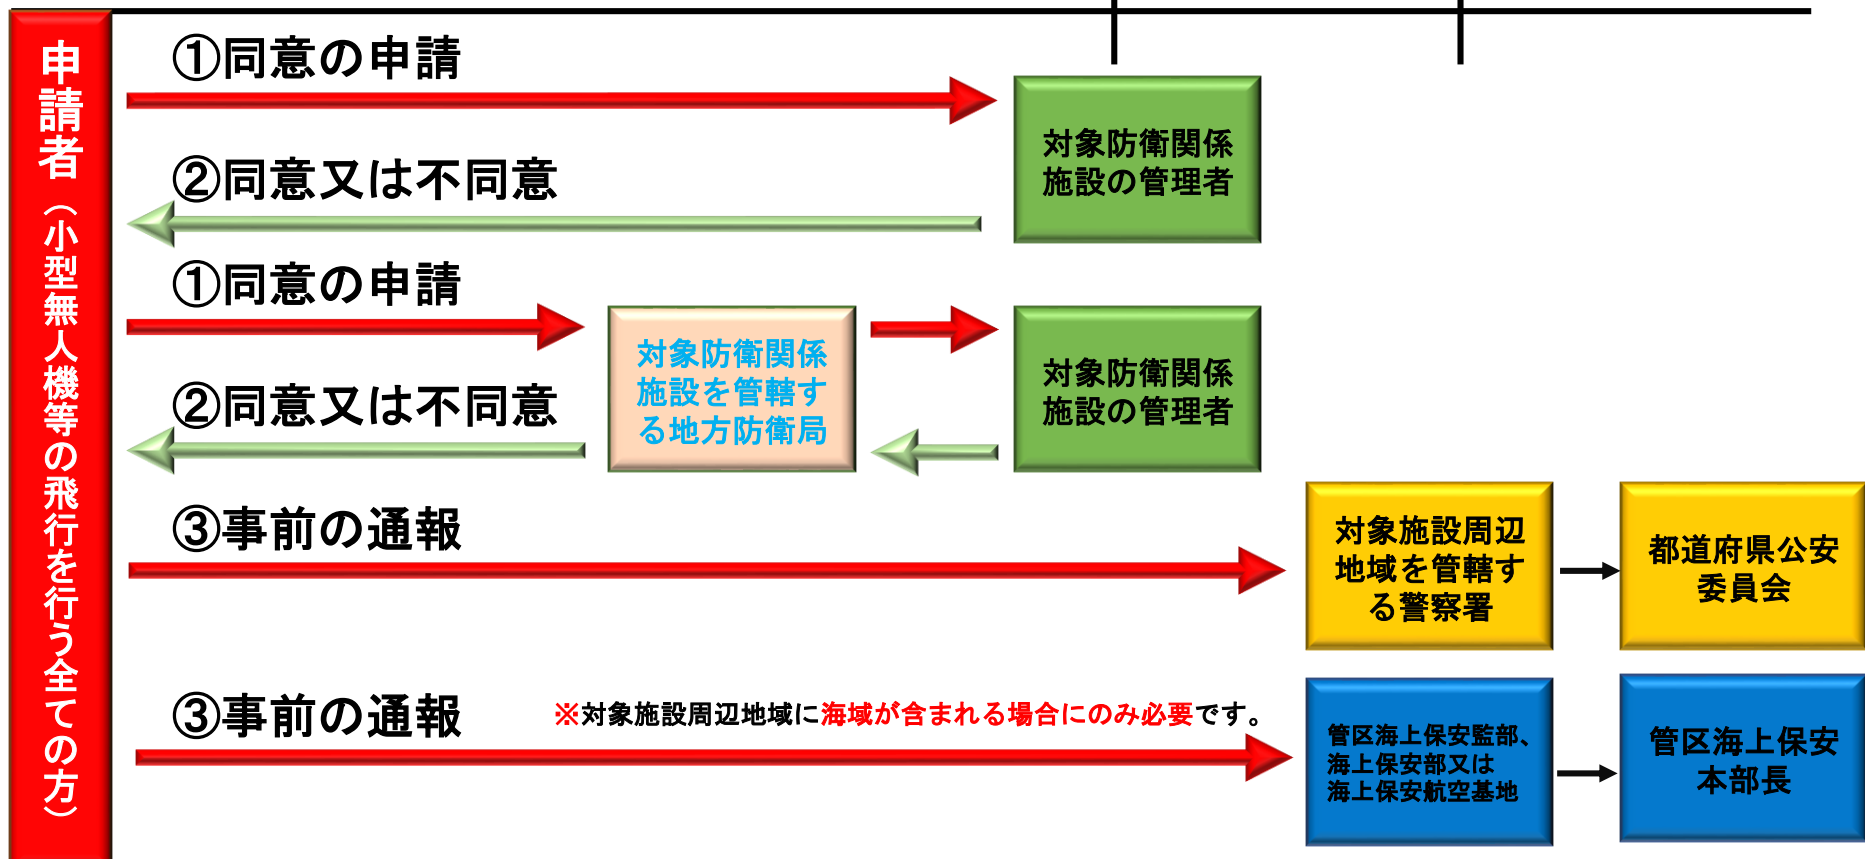 申請者（小型無人機等の飛行を行う全ての方）
①同意の申請
対象防衛関係
施設の管理者
②同意又は不同意
①同意の申請
対象防衛関係
施設を管轄す
る地方防衛局
対象防衛関係
施設の管理者
②同意又は不同意
③事前の通報
対象施設周辺
地域を管轄す
る警察署
都道府県公安
委員会
③事前の通報
※対象施設周辺地域に海域が含まれる場合にのみ必要です。
管区海上保安監部、
海上保安部又は
海上保安航空基地
管区海上保安
本部長